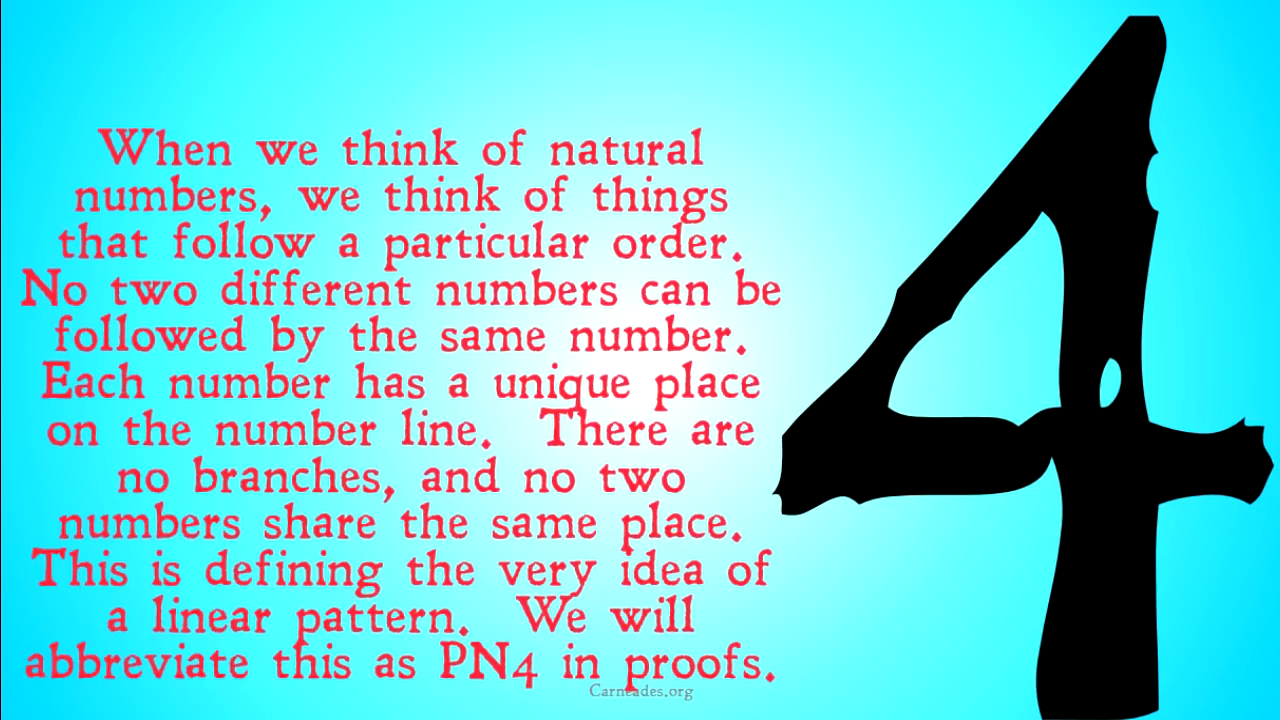 When we think of natural
numbers, we think of things
that follow a particular order.
No two different numbers can be
followed by the same number.
Each number has a unique place
on the number line.  There are
no branches, and no two
numbers share the same place.
This is defining the very idea of
a linear pattern.  We will
abbreviate this as PN4 in proofs.
Carneades.org
4